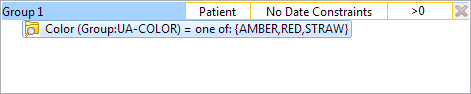 Group 1 Patient No Date Constraints >0
Color (Group:UA-COLOR) = one of: {AMBER,RED,STRAW}